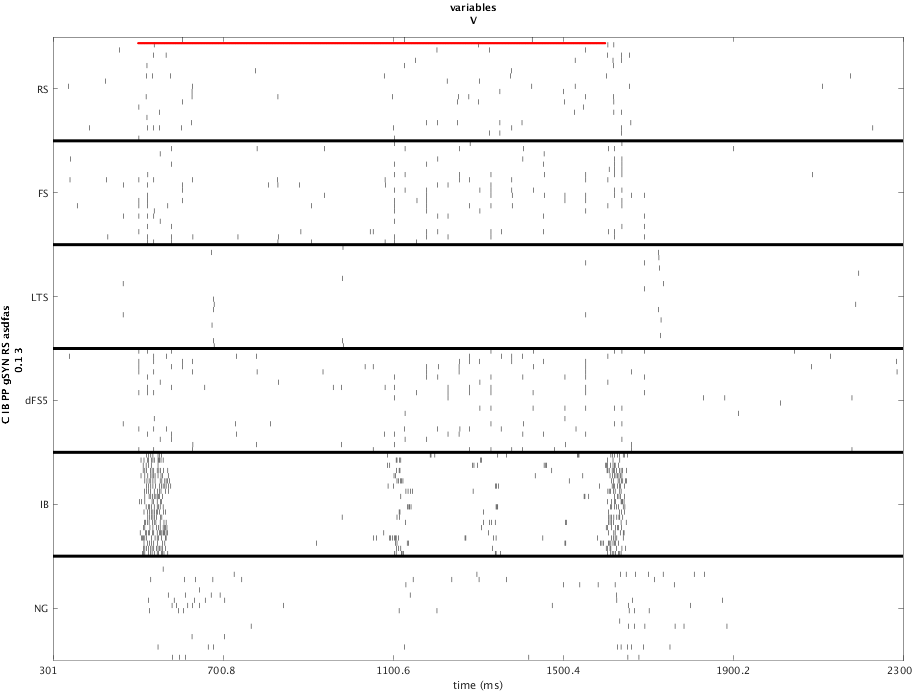 variables
V
RS
FS
LTS
dFS5
IB
NG
C IB PP gSYN RS asdfas
0.1 3
301
700.8
1100.6
1500.4
1900.2
2300
time (ms)